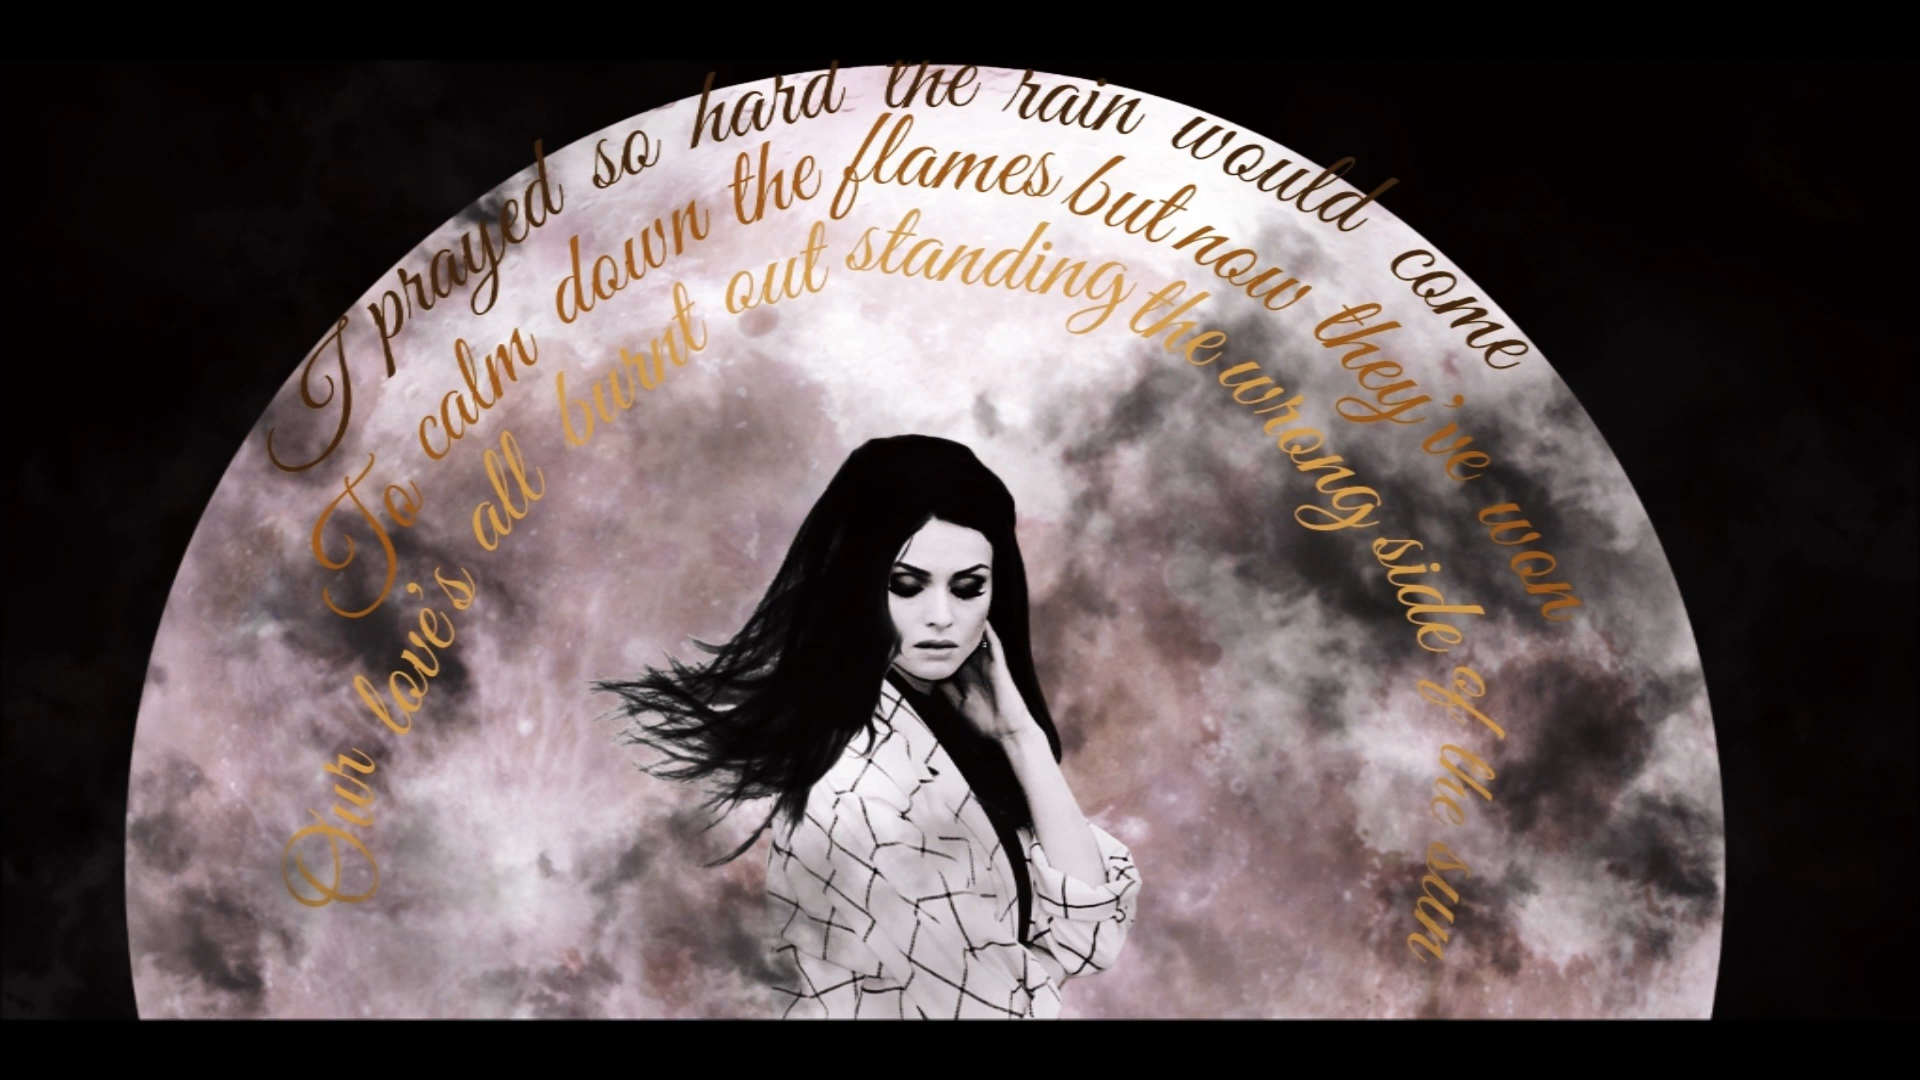 I prayed so hard the rain would come
To calm down the flames but now they've won
Our love's all burnt out standing the wrong side of the sun